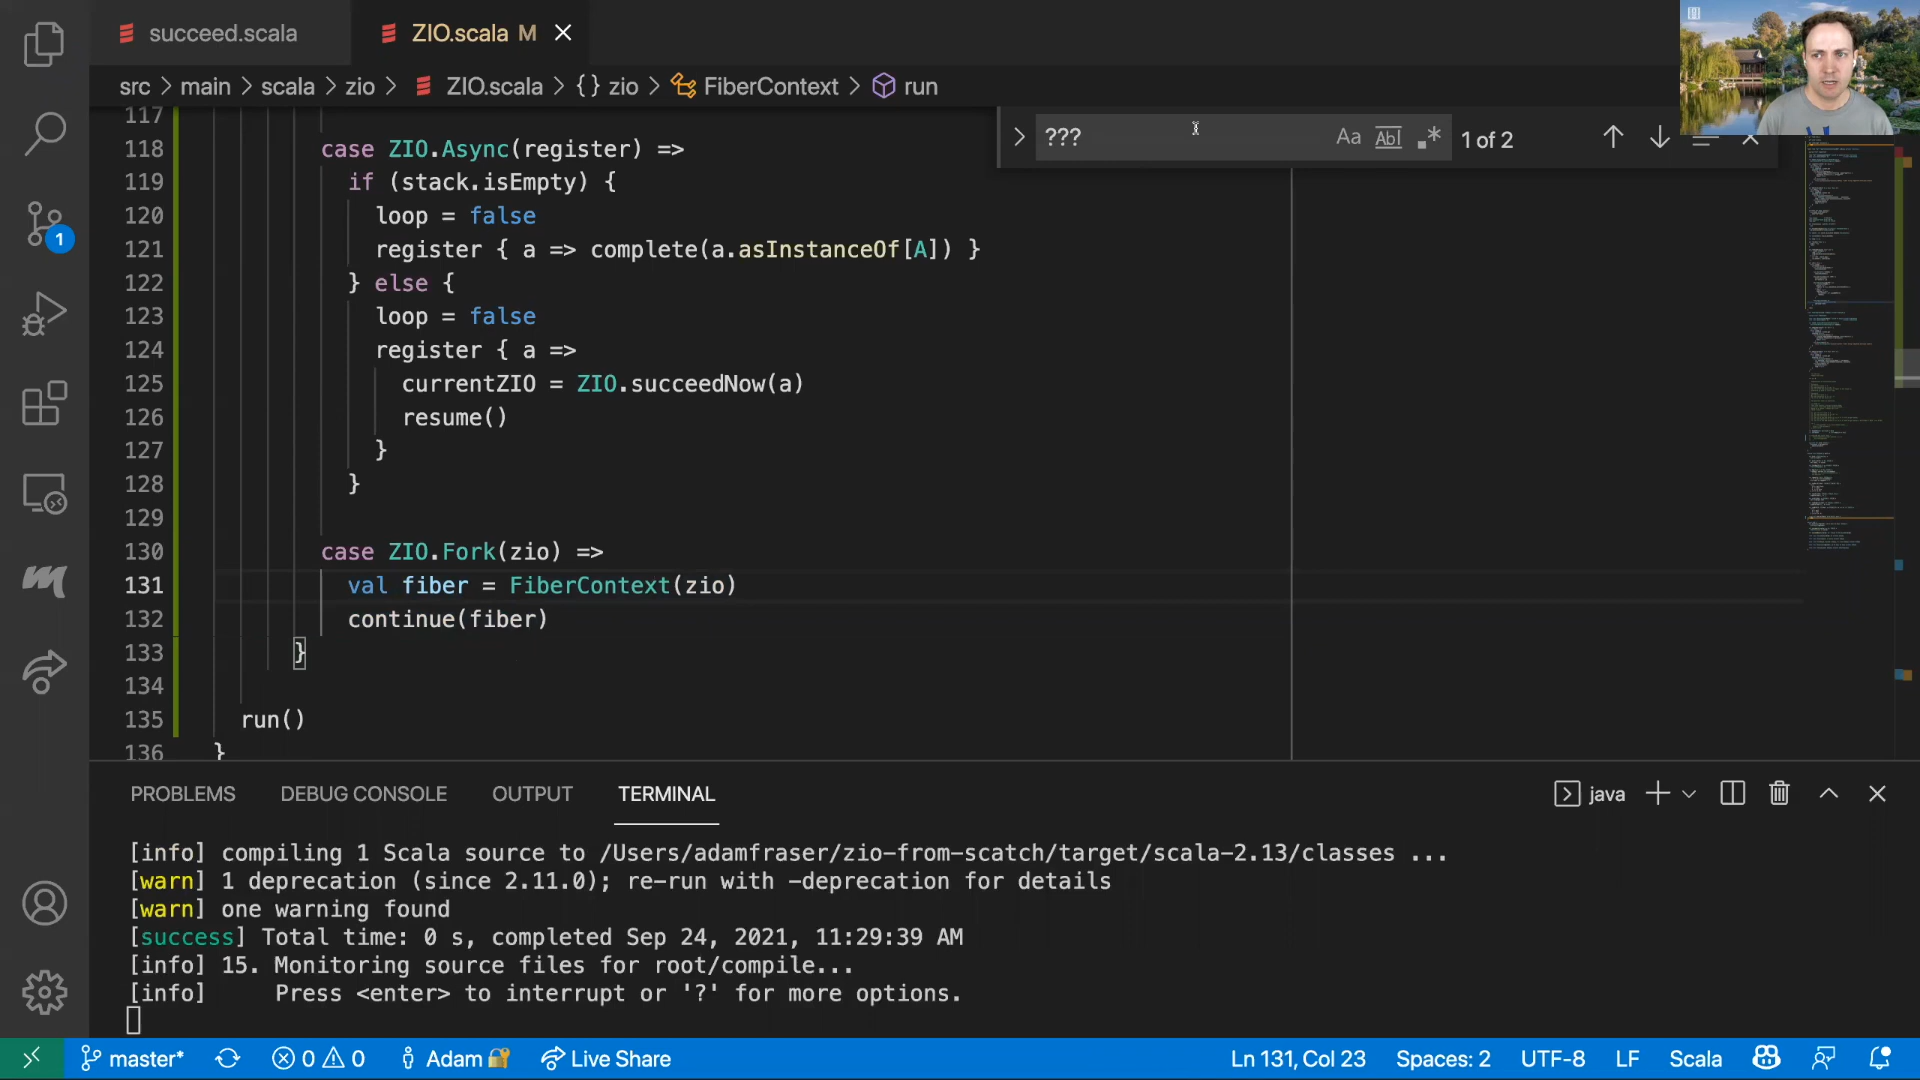 succeed.scala
ZIO.scala M
src > main > scala > zio > ZIO.scala > {} zio > FiberContext > run
???
Aa Abl .* 1 of 2
117
118 case ZIO.Async(register) =>
119 if (stack.isEmpty) {
120 loop = false
121 register { a => complete(a.asInstanceOf[A]) }
122 } else {
123 loop = false
124 register { a =>
125 currentZIO = ZIO.succeedNow(a)
126 resume()
127 }
128 }
129
130 case ZIO.Fork(zio) =>
131 val fiber = FiberContext(zio)
132 continue(fiber)
133 }
134
135 run()
136 }
1
PROBLEMS DEBUG CONSOLE OUTPUT TERMINAL
java
[info] compiling 1 Scala source to /Users/adamfraser/zio-from-scatch/target/scala-2.13/classes ...
[warn] 1 deprecation (since 2.11.0); re-run with -deprecation for details
[warn] one warning found
[success] Total time: 0 s, completed Sep 24, 2021, 11:29:39 AM
[info] 15. Monitoring source files for root/compile...
[info] Press <enter> to interrupt or '?' for more options.
master* 0 0 Adam Live Share Ln 131, Col 23 Spaces: 2 UTF-8 LF Scala